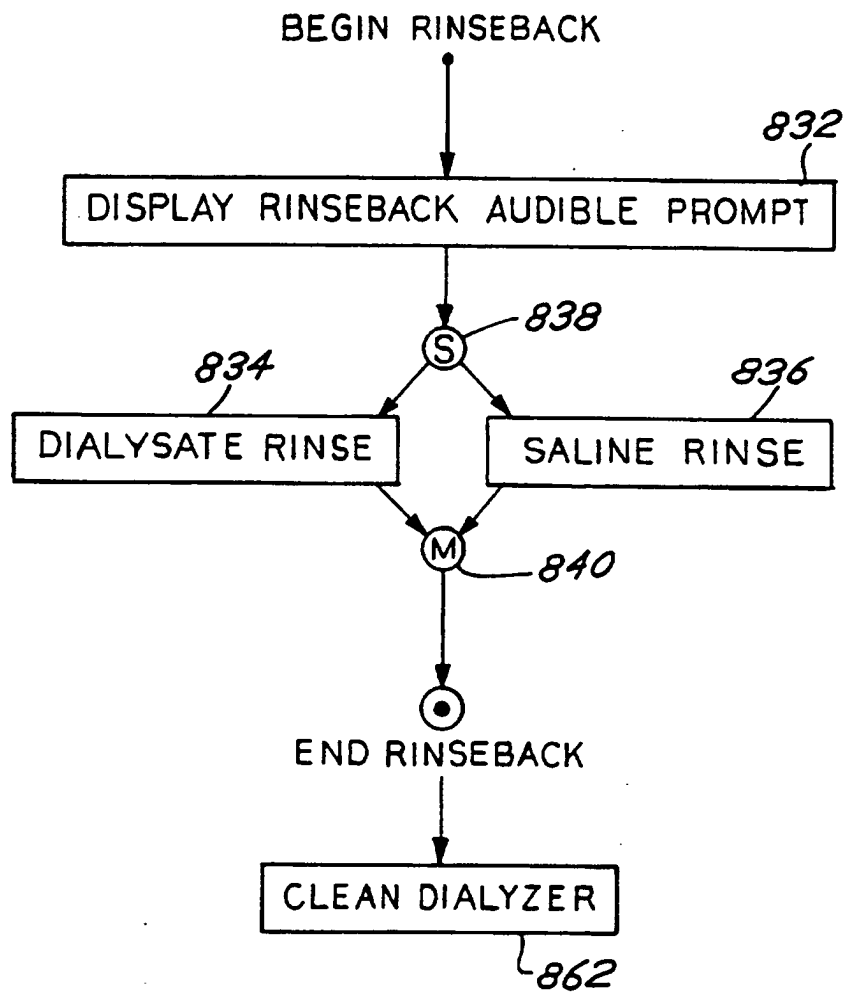 BEGIN RINSEBACK
832
DISPLAY RINSEBACK AUDIBLE PROMPT
S
838
834
836
DIALYSATE RINSE
SALINE RINSE
M
840
END RINSEBACK
CLEAN DIALYZER
862